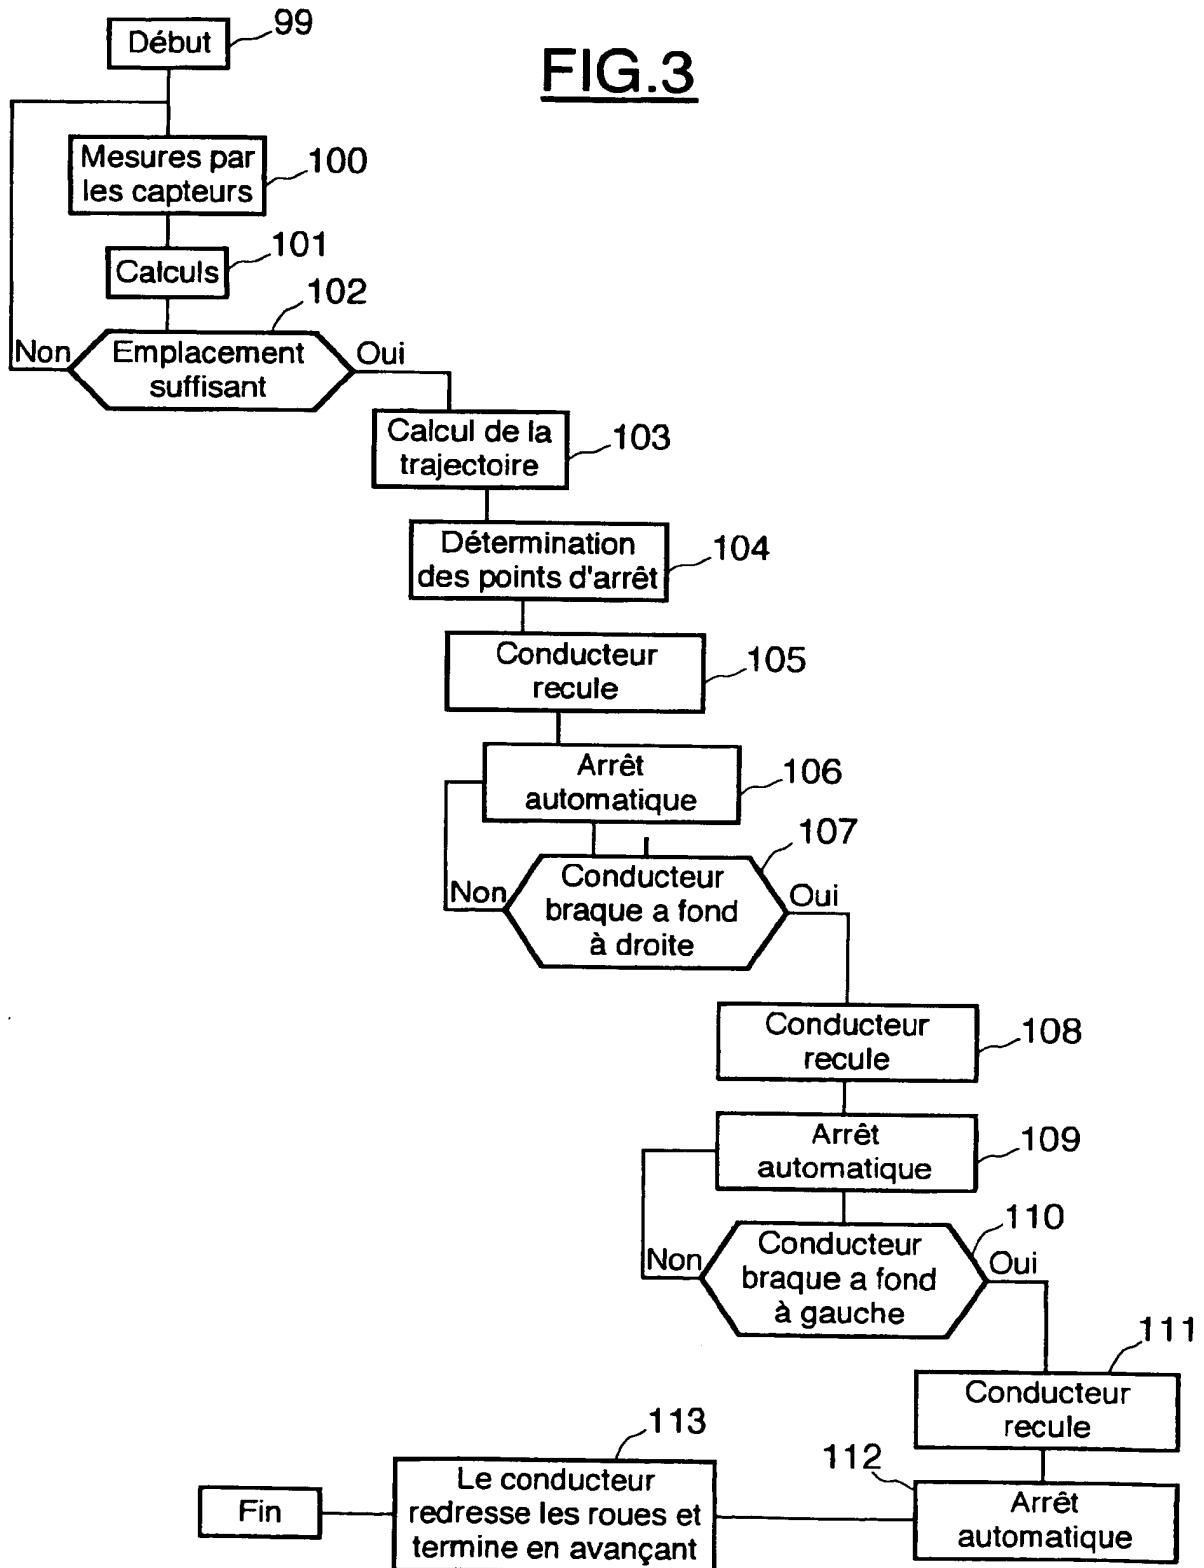 FIG.3
Début
99
Mesures par
les capteurs
100
Calculs
101
102
Non
Emplacement
suffisant
Oui
Calcul de la
trajectoire
103
Détermination
des points d'arrêt
104
Conducteur
recule
105
Arrêt
automatique
106
107
Non
Conducteur
braque a fond
à droite
Oui
Conducteur
recule
108
Arrêt
automatique
109
110
Non
Conducteur
braque a fond
à gauche
Oui
111
Conducteur
recule
112
Arrêt
automatique
113
Le conducteur
redresse les roues et
termine en avançant
Fin